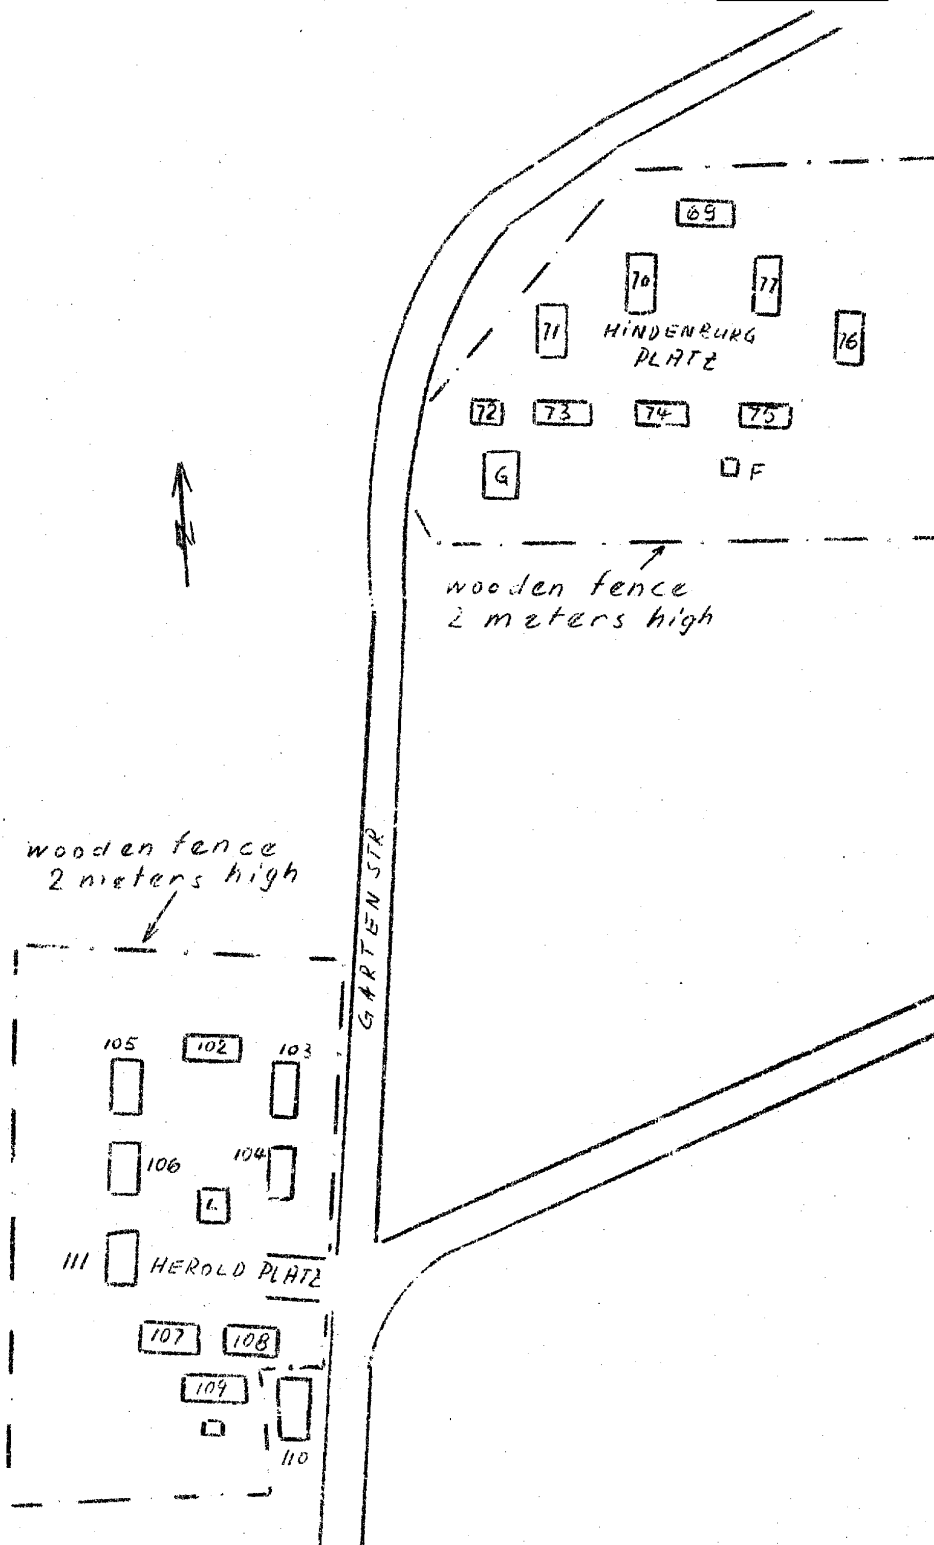 69
70
77
71
HINDENBURG
PLATZ
76
72
73
74
75
G
F
N
wooden fence
2 meters high
wooden fence
2 meters high
GARTEN STR
105
102
103
106
104
L
111
HEROLD PLATZ
107
108
109
110